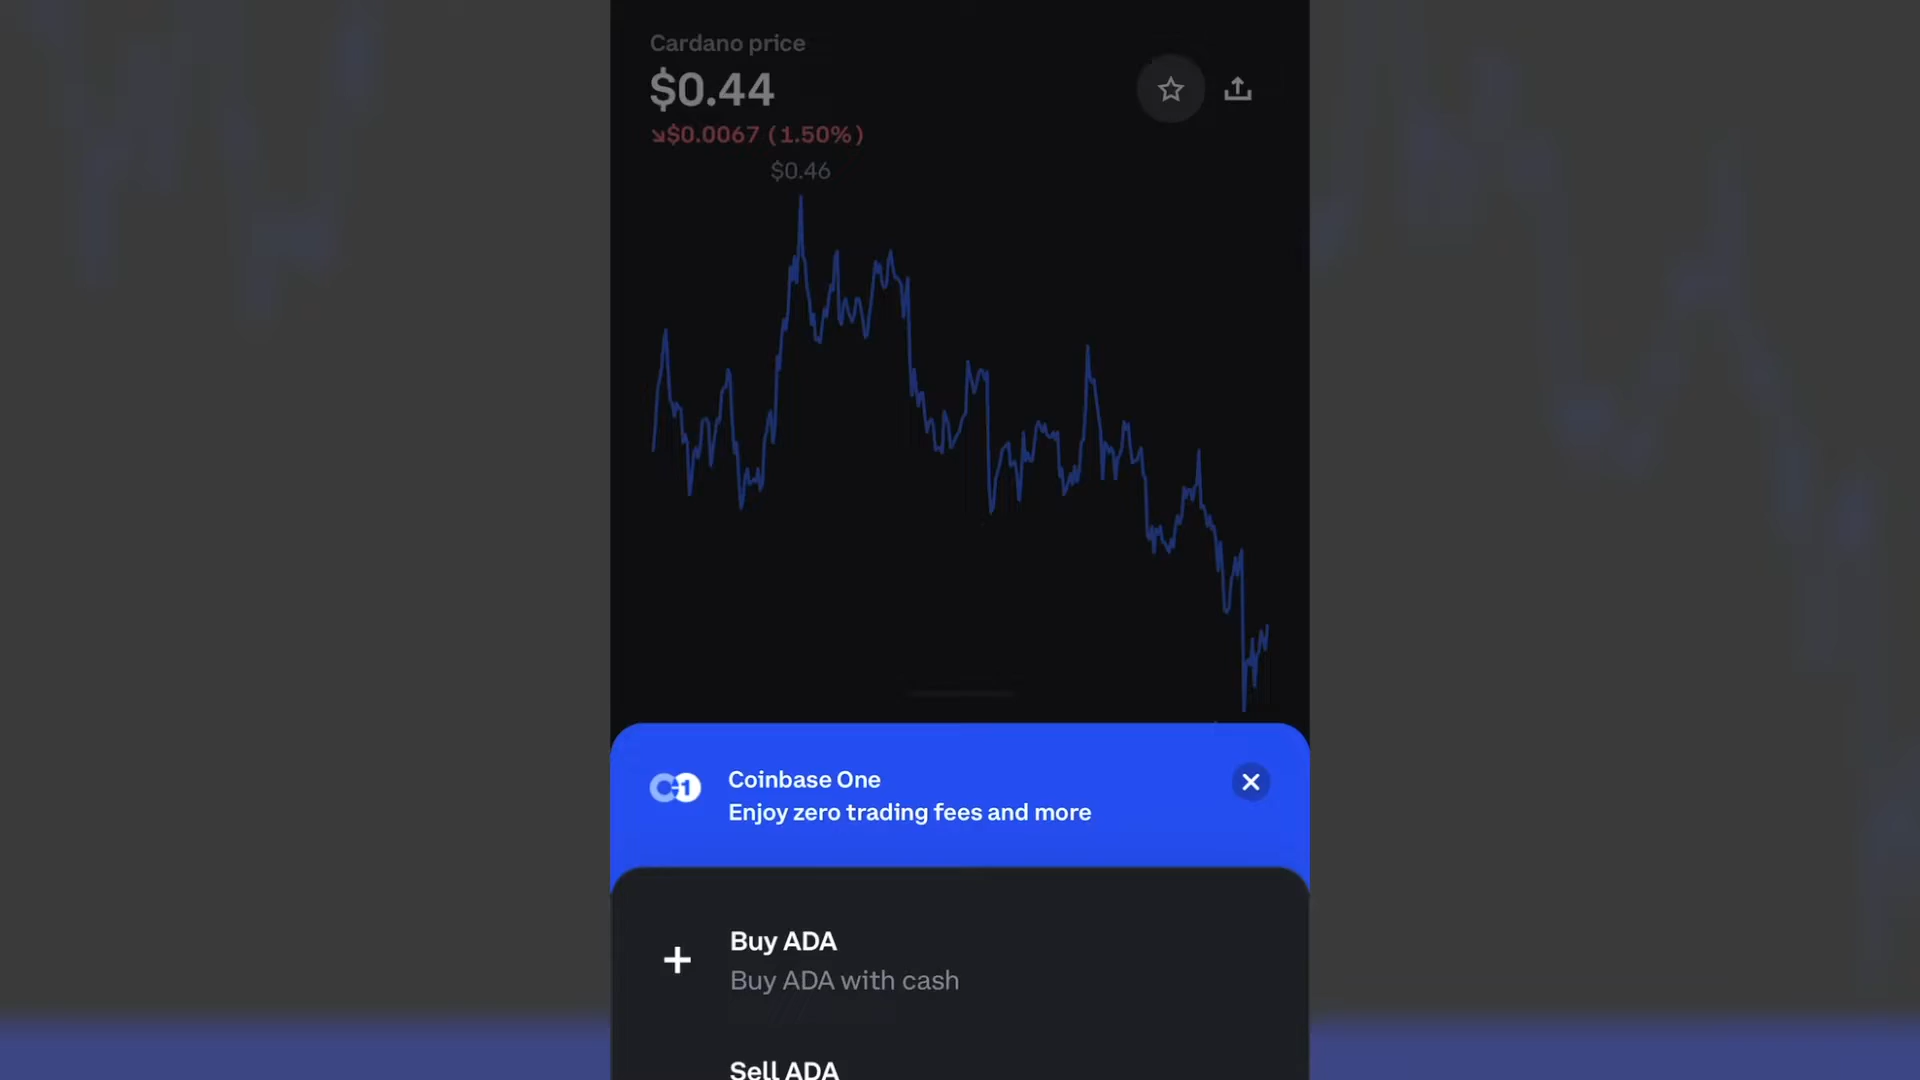 Cardano price
$0.44
↘$0.0067 (1.50%)
$0.46
Coinbase One
Enjoy zero trading fees and more
Buy ADA
Buy ADA with cash
Sell ADA